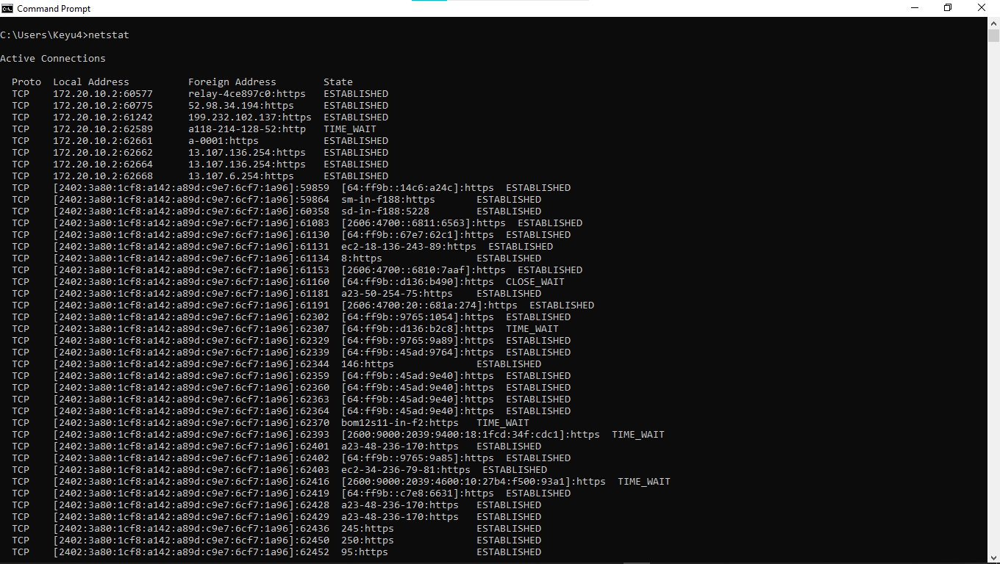 Command Prompt
C:\Users\Keyu4>netstat
Active Connections
Proto  Local Address          Foreign Address        State
TCP    172.20.10.2:60577      relay-4ce897c0:https   ESTABLISHED
TCP    172.20.10.2:60775      52.98.34.194:https     ESTABLISHED
TCP    172.20.10.2:61242      199.232.102.137:https  ESTABLISHED
TCP    172.20.10.2:62589      a118-214-128-52:http   TIME_WAIT
TCP    172.20.10.2:62661      a-0001:https           ESTABLISHED
TCP    172.20.10.2:62662      13.107.136.254:https   ESTABLISHED
TCP    172.20.10.2:62664      13.107.136.254:https   ESTABLISHED
TCP    172.20.10.2:62668      13.107.6.254:https     ESTABLISHED
TCP    [2402:3a80:1cf8:a142:a89d:c9e7:6cf7:1a96]:59859  [64:ff9b::14c6:a24c]:https  ESTABLISHED
TCP    [2402:3a80:1cf8:a142:a89d:c9e7:6cf7:1a96]:59864  sm-in-f188:https       ESTABLISHED
TCP    [2402:3a80:1cf8:a142:a89d:c9e7:6cf7:1a96]:60358  sd-in-f188:5228        ESTABLISHED
TCP    [2402:3a80:1cf8:a142:a89d:c9e7:6cf7:1a96]:61083  [2606:4700::6811:6563]:https  ESTABLISHED
TCP    [2402:3a80:1cf8:a142:a89d:c9e7:6cf7:1a96]:61130  [64:ff9b::67e7:62c1]:https  ESTABLISHED
TCP    [2402:3a80:1cf8:a142:a89d:c9e7:6cf7:1a96]:61131  ec2-18-136-243-89:https  ESTABLISHED
TCP    [2402:3a80:1cf8:a142:a89d:c9e7:6cf7:1a96]:61134  8:https                ESTABLISHED
TCP    [2402:3a80:1cf8:a142:a89d:c9e7:6cf7:1a96]:61153  [2606:4700::6810:7aaf]:https  ESTABLISHED
TCP    [2402:3a80:1cf8:a142:a89d:c9e7:6cf7:1a96]:61160  [64:ff9b::d136:b490]:https  CLOSE_WAIT
TCP    [2402:3a80:1cf8:a142:a89d:c9e7:6cf7:1a96]:61181  a23-50-254-75:https    ESTABLISHED
TCP    [2402:3a80:1cf8:a142:a89d:c9e7:6cf7:1a96]:61191  [2606:4700:20::681a:274]:https  ESTABLISHED
TCP    [2402:3a80:1cf8:a142:a89d:c9e7:6cf7:1a96]:62302  [64:ff9b::9765:1054]:https  ESTABLISHED
TCP    [2402:3a80:1cf8:a142:a89d:c9e7:6cf7:1a96]:62307  [64:ff9b::d136:b2c8]:https  TIME_WAIT
TCP    [2402:3a80:1cf8:a142:a89d:c9e7:6cf7:1a96]:62329  [64:ff9b::9765:9a89]:https  ESTABLISHED
TCP    [2402:3a80:1cf8:a142:a89d:c9e7:6cf7:1a96]:62339  [64:ff9b::45ad:9764]:https  ESTABLISHED
TCP    [2402:3a80:1cf8:a142:a89d:c9e7:6cf7:1a96]:62344  146:https              ESTABLISHED
TCP    [2402:3a80:1cf8:a142:a89d:c9e7:6cf7:1a96]:62359  [64:ff9b::45ad:9e40]:https  ESTABLISHED
TCP    [2402:3a80:1cf8:a142:a89d:c9e7:6cf7:1a96]:62360  [64:ff9b::45ad:9e40]:https  ESTABLISHED
TCP    [2402:3a80:1cf8:a142:a89d:c9e7:6cf7:1a96]:62363  [64:ff9b::45ad:9e40]:https  ESTABLISHED
TCP    [2402:3a80:1cf8:a142:a89d:c9e7:6cf7:1a96]:62364  [64:ff9b::45ad:9e40]:https  ESTABLISHED
TCP    [2402:3a80:1cf8:a142:a89d:c9e7:6cf7:1a96]:62370  bom12s11-in-f2:https   TIME_WAIT
TCP    [2402:3a80:1cf8:a142:a89d:c9e7:6cf7:1a96]:62393  [2600:9000:2039:9400:18:1fcd:34f:cdc1]:https  TIME_WAIT
TCP    [2402:3a80:1cf8:a142:a89d:c9e7:6cf7:1a96]:62401  a23-48-236-170:https   ESTABLISHED
TCP    [2402:3a80:1cf8:a142:a89d:c9e7:6cf7:1a96]:62402  [64:ff9b::9765:9a85]:https  ESTABLISHED
TCP    [2402:3a80:1cf8:a142:a89d:c9e7:6cf7:1a96]:62403  ec2-34-236-79-81:https  ESTABLISHED
TCP    [2402:3a80:1cf8:a142:a89d:c9e7:6cf7:1a96]:62416  [2600:9000:2039:4600:10:27b4:f500:93a1]:https  TIME_WAIT
TCP    [2402:3a80:1cf8:a142:a89d:c9e7:6cf7:1a96]:62419  [64:ff9b::c7e8:6631]:https  ESTABLISHED
TCP    [2402:3a80:1cf8:a142:a89d:c9e7:6cf7:1a96]:62428  a23-48-236-170:https   ESTABLISHED
TCP    [2402:3a80:1cf8:a142:a89d:c9e7:6cf7:1a96]:62429  a23-48-236-170:https   ESTABLISHED
TCP    [2402:3a80:1cf8:a142:a89d:c9e7:6cf7:1a96]:62436  245:https              ESTABLISHED
TCP    [2402:3a80:1cf8:a142:a89d:c9e7:6cf7:1a96]:62450  250:https              ESTABLISHED
TCP    [2402:3a80:1cf8:a142:a89d:c9e7:6cf7:1a96]:62452  95:https               ESTABLISHED